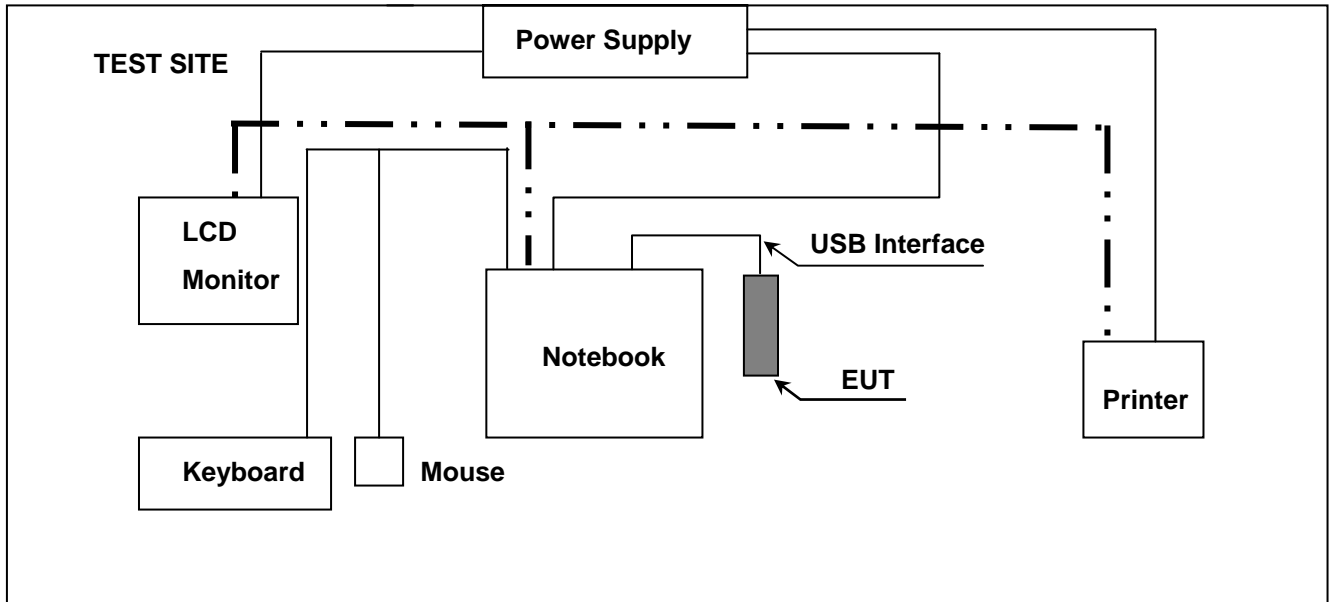 Power Supply
TEST SITE
LCD
Monitor
USB Interface
Notebook
EUT
Printer
Keyboard
Mouse